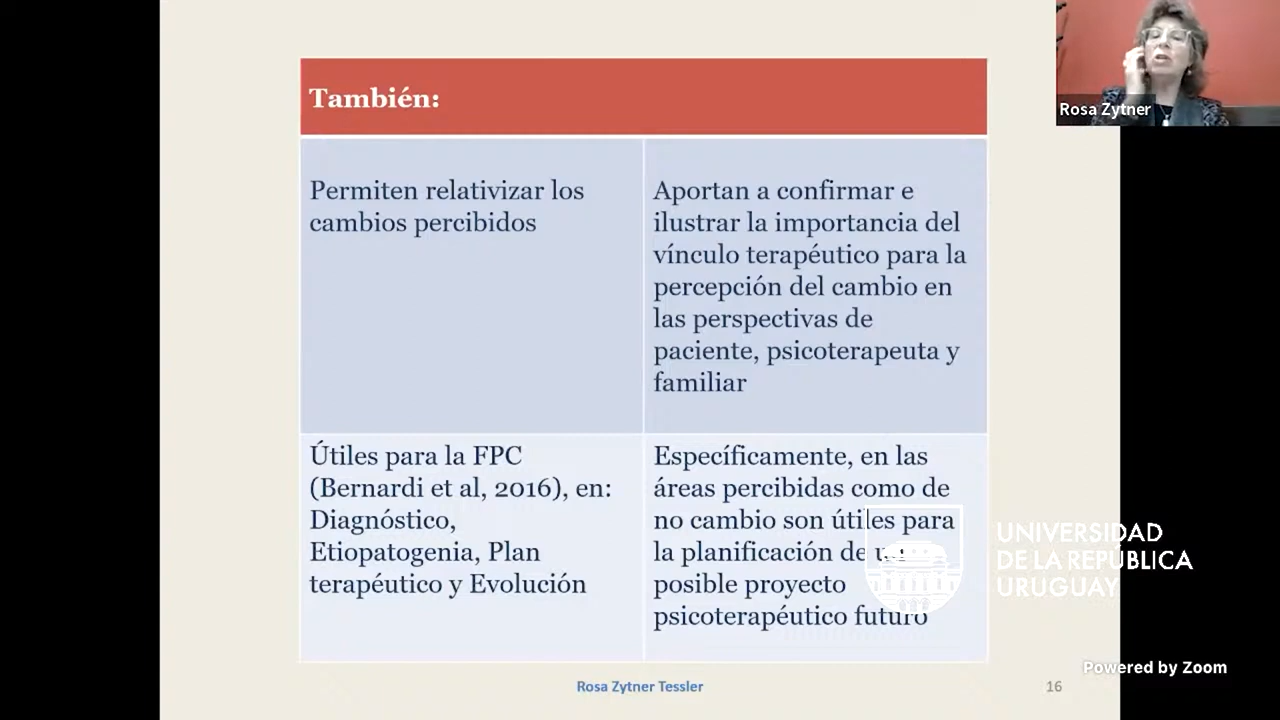 También:
Permiten relativizar los
cambios percibidos
Aportan a confirmar e
ilustrar la importancia del
vínculo terapéutico para la
percepción del cambio en
las perspectivas de
paciente, psicoterapeuta y
familiar
Útiles para la FPC
(Bernardi et al, 2016), en:
Diagnóstico,
Etiopatogenia, Plan
terapéutico y Evolución
Específicamente, en las
áreas percibidas como de
no cambio son útiles para
la planificación de un
posible proyecto
psicoterapéutico futuro
Rosa Zytner Tessler
16
Rosa Zytner
UNIVERSIDAD
DE LA REPÚBLICA
URUGUAY
Powered by Zoom